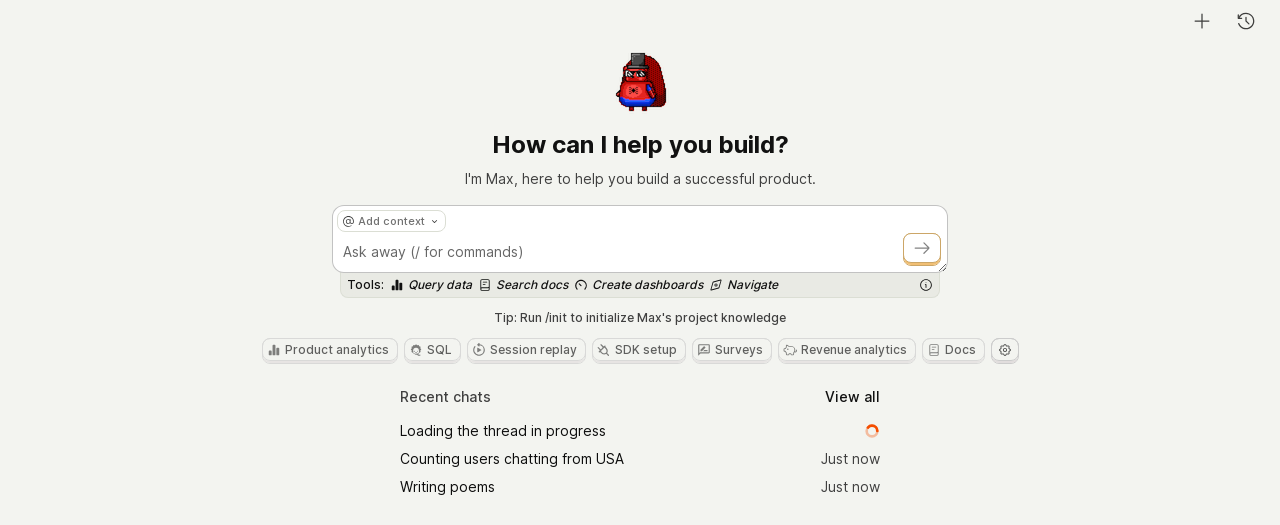 How can I help you build?
I'm Max, here to help you build a successful product.
@ Add context
Ask away (/ for commands)
Tools: Query data Search docs Create dashboards Navigate
Tip: Run /init to initialize Max's project knowledge
Product analytics SQL Session replay SDK setup Surveys Revenue analytics Docs
Recent chats View all
Loading the thread in progress
Counting users chatting from USA Just now
Writing poems Just now